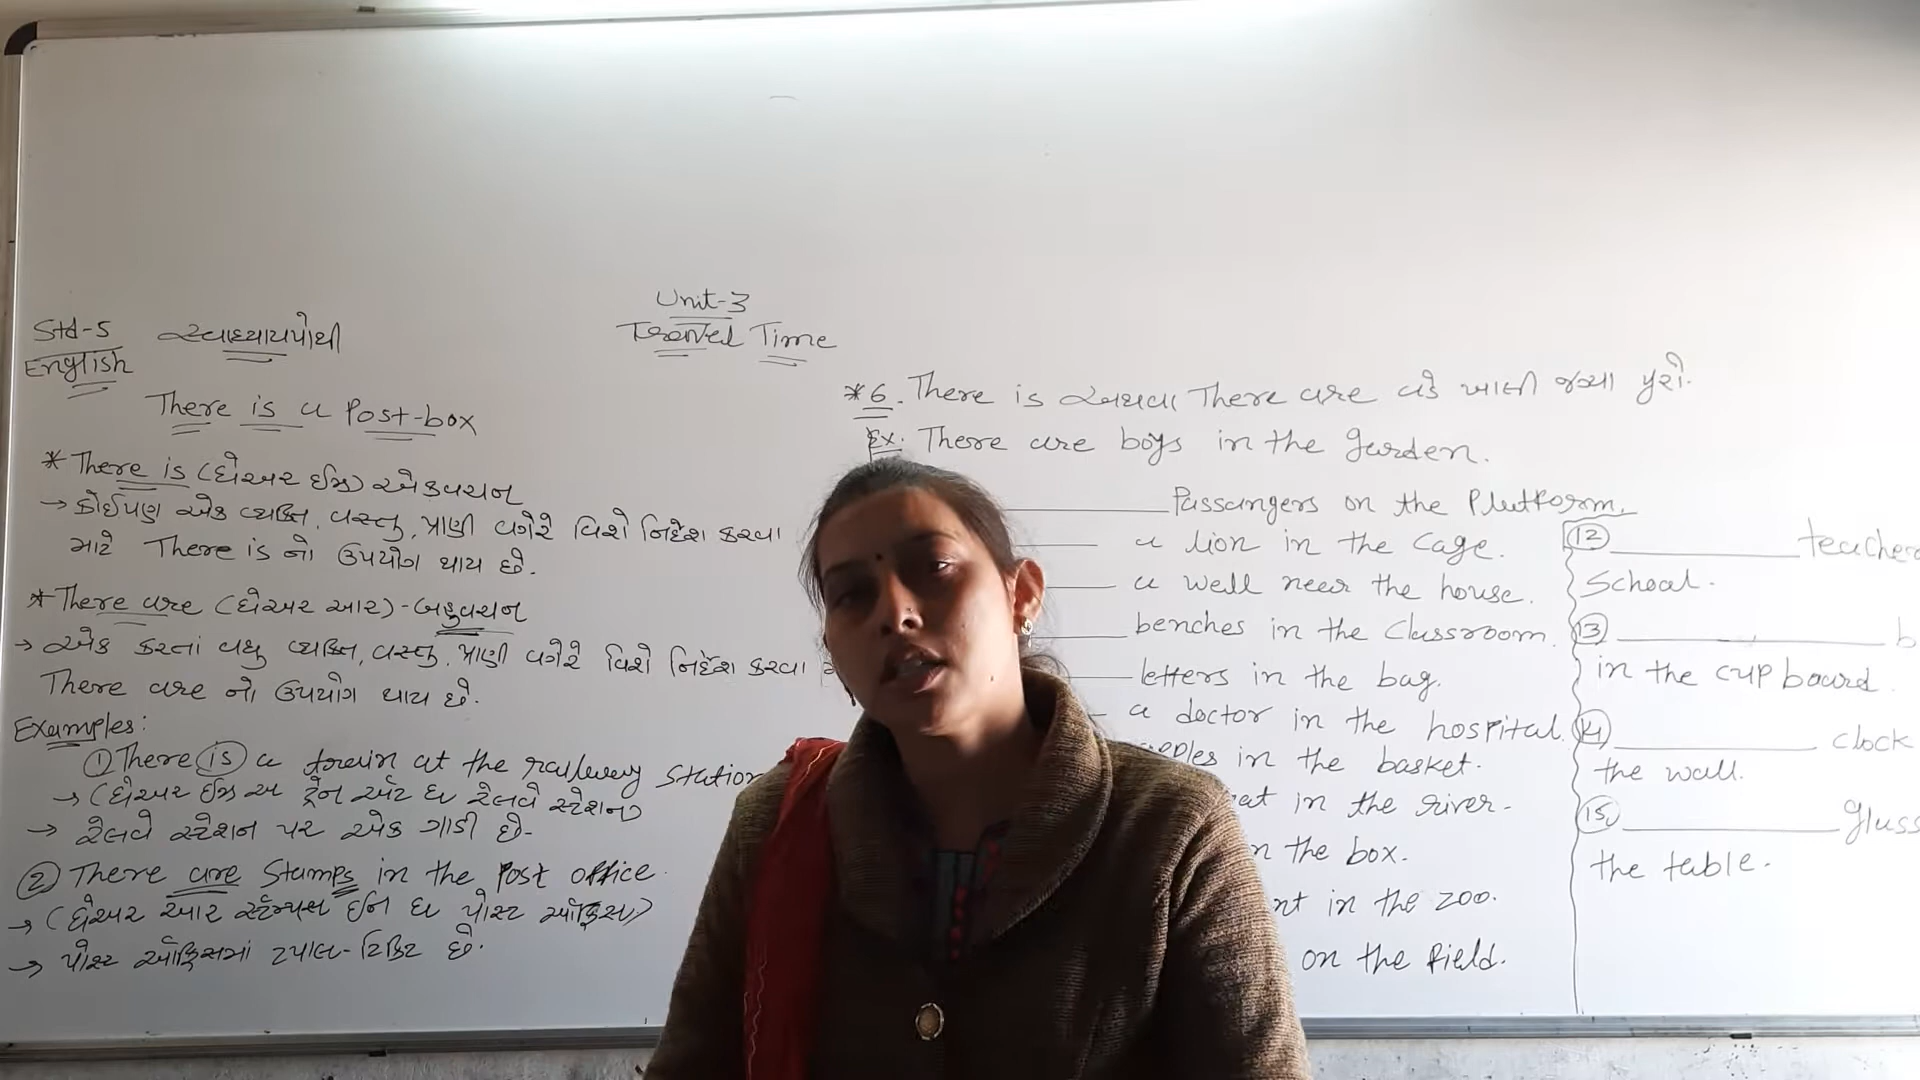 Unit-3
Travel Time
Std-5 સ્વાધ્યાયપોથી
English
There is a Post-box
* There is (ધેઅર ઈઝ) એકવચન
→ કોઈપણ એક વ્યક્તિ, વસ્તુ, પ્રાણી વગેરે વિશે નિર્દેશ કરવા
માટે There is નો ઉપયોગ થાય છે.
* There are (ધેઅર આર) - બહુવચન
→ એક કરતાં વધુ વ્યક્તિ, વસ્તુ, પ્રાણી વગેરે વિશે નિર્દેશ કરવા
There are નો ઉપયોગ થાય છે.
Examples:
① There is a train at the railway station
→ (ધેઅર ઈઝ અ ટ્રેન એટ ધ રેલવે સ્ટેશન)
→ રેલવે સ્ટેશન પર એક ગાડી છે.
② There are Stamps in the Post office.
→ (ધેઅર આર સ્ટેમ્પસ ઈન ધ પોસ્ટ ઓફિસ)
→ પોસ્ટ ઓફિસમાં ટપાલ-ટિકિટ છે.
*6. There is અથવા There are વડે ખાલી જગ્યા પૂરો.
Ex. There are boys in the garden.
Passangers on the Platform.
a lion in the cage.
a well near the house.
benches in the classroom.
letters in the bag.
a doctor in the hospital.
in the basket.
in the river.
the box.
in the zoo.
on the field.
⑫ teachers
School.
⑬
in the cupboard.
⑭ clock
the wall.
⑮ glass
the table.